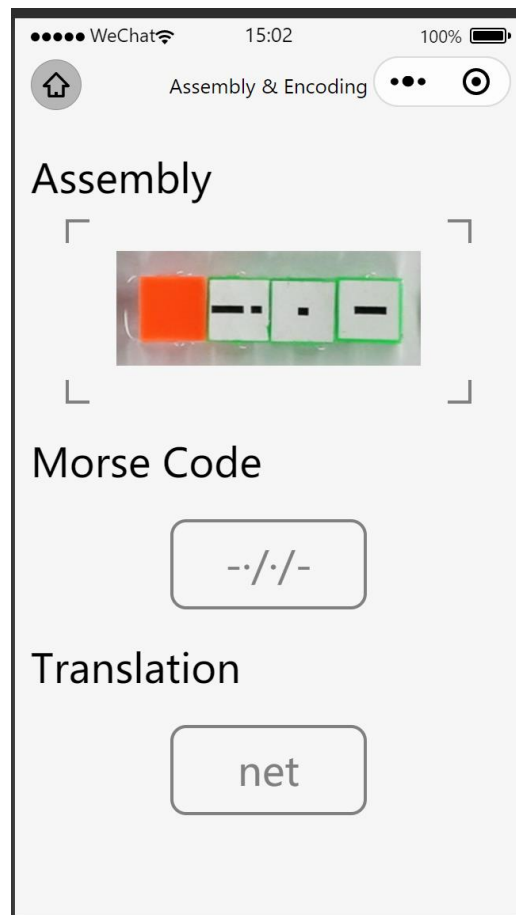 WeChat 15:02 100%
Assembly & Encoding
Assembly
Morse Code
-·/·/-
Translation
net